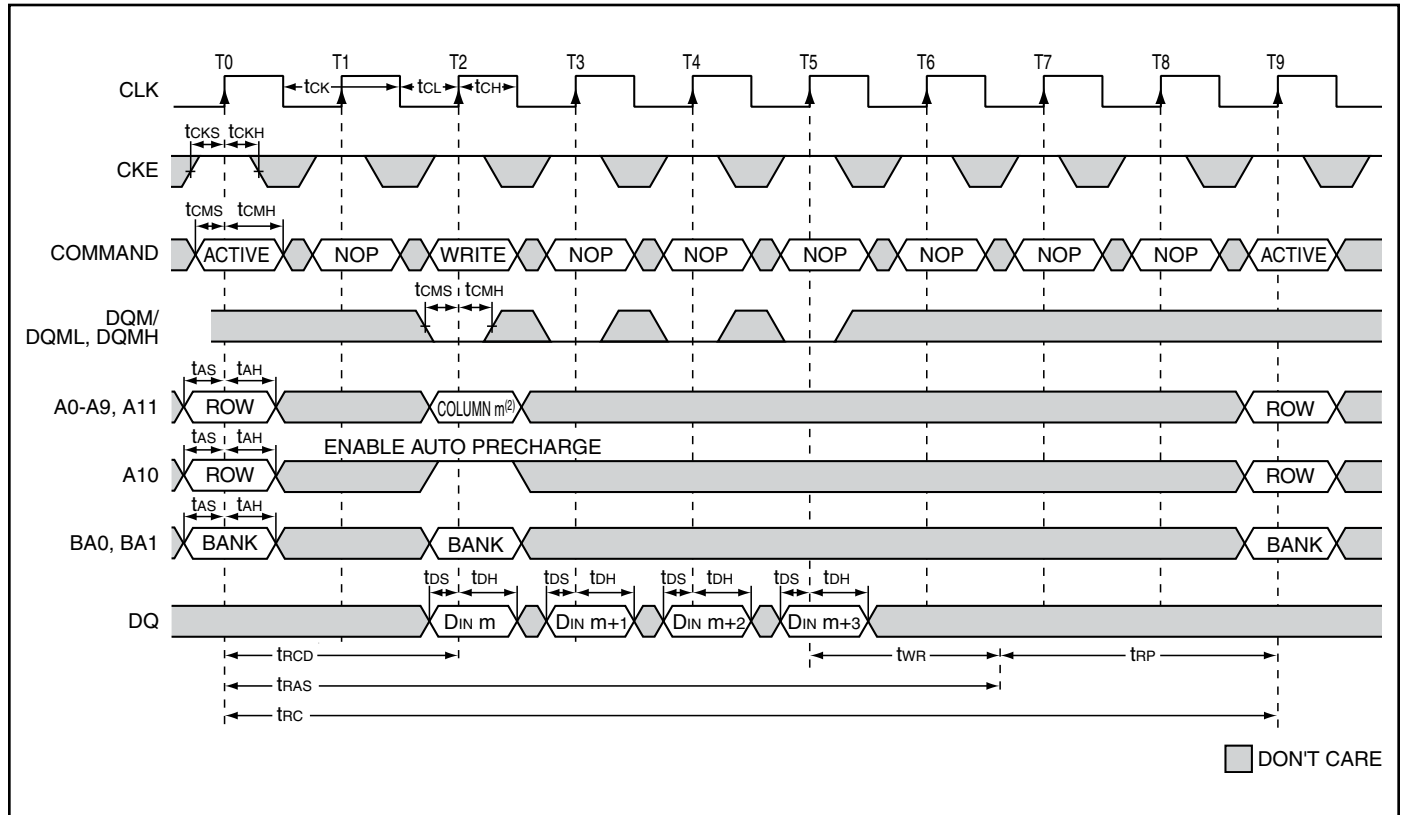 T0 T1 T2 T3 T4 T5 T6 T7 T8 T9
CLK tCK tCL tCH
tCKS tCKH
CKE
tCMS tCMH
COMMAND ACTIVE NOP WRITE NOP NOP NOP NOP NOP NOP ACTIVE
tCMS tCMH
DQM/
DQML, DQMH
tAS tAH
A0-A9, A11 ROW COLUMN m(2) ROW
tAS tAH ENABLE AUTO PRECHARGE
A10 ROW ROW
tAS tAH
BA0, BA1 BANK BANK BANK
tDS tDH tDS tDH tDS tDH tDS tDH
DQ DIN m DIN m+1 DIN m+2 DIN m+3
tRCD tWR tRP
tRAS
tRC
DON'T CARE